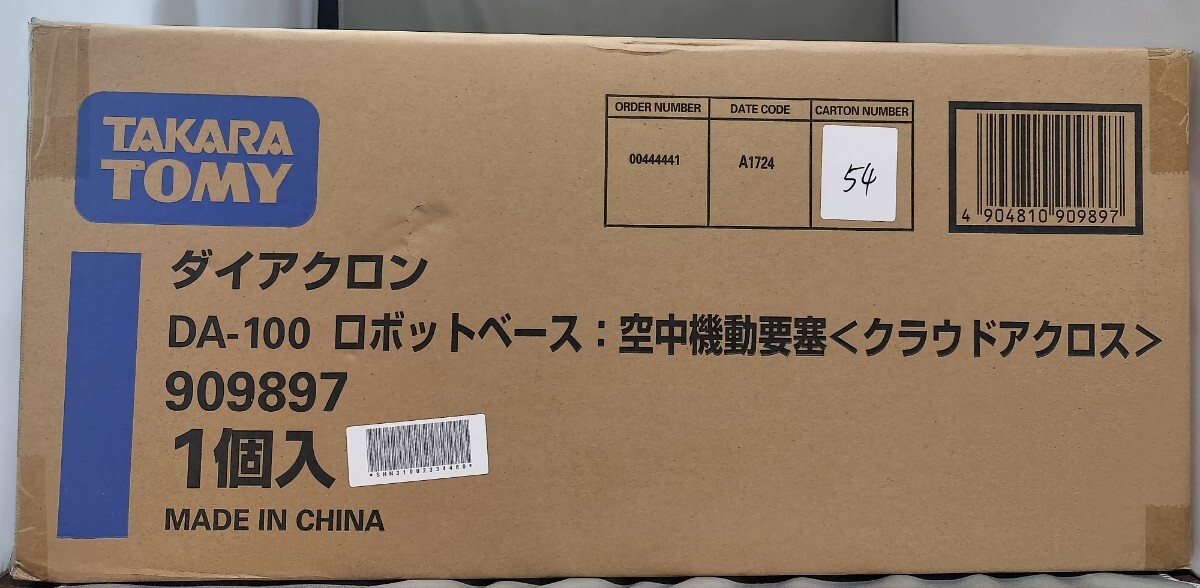 TAKARA
TOMY
ORDER NUMBER
DATE CODE
CARTON NUMBER
00444441
A1724
54
4 904810 909897
ダイアクロン
DA-100 ロボットベース：空中機動要塞＜クラウドアクロス＞
909897
1個入
MADE IN CHINA